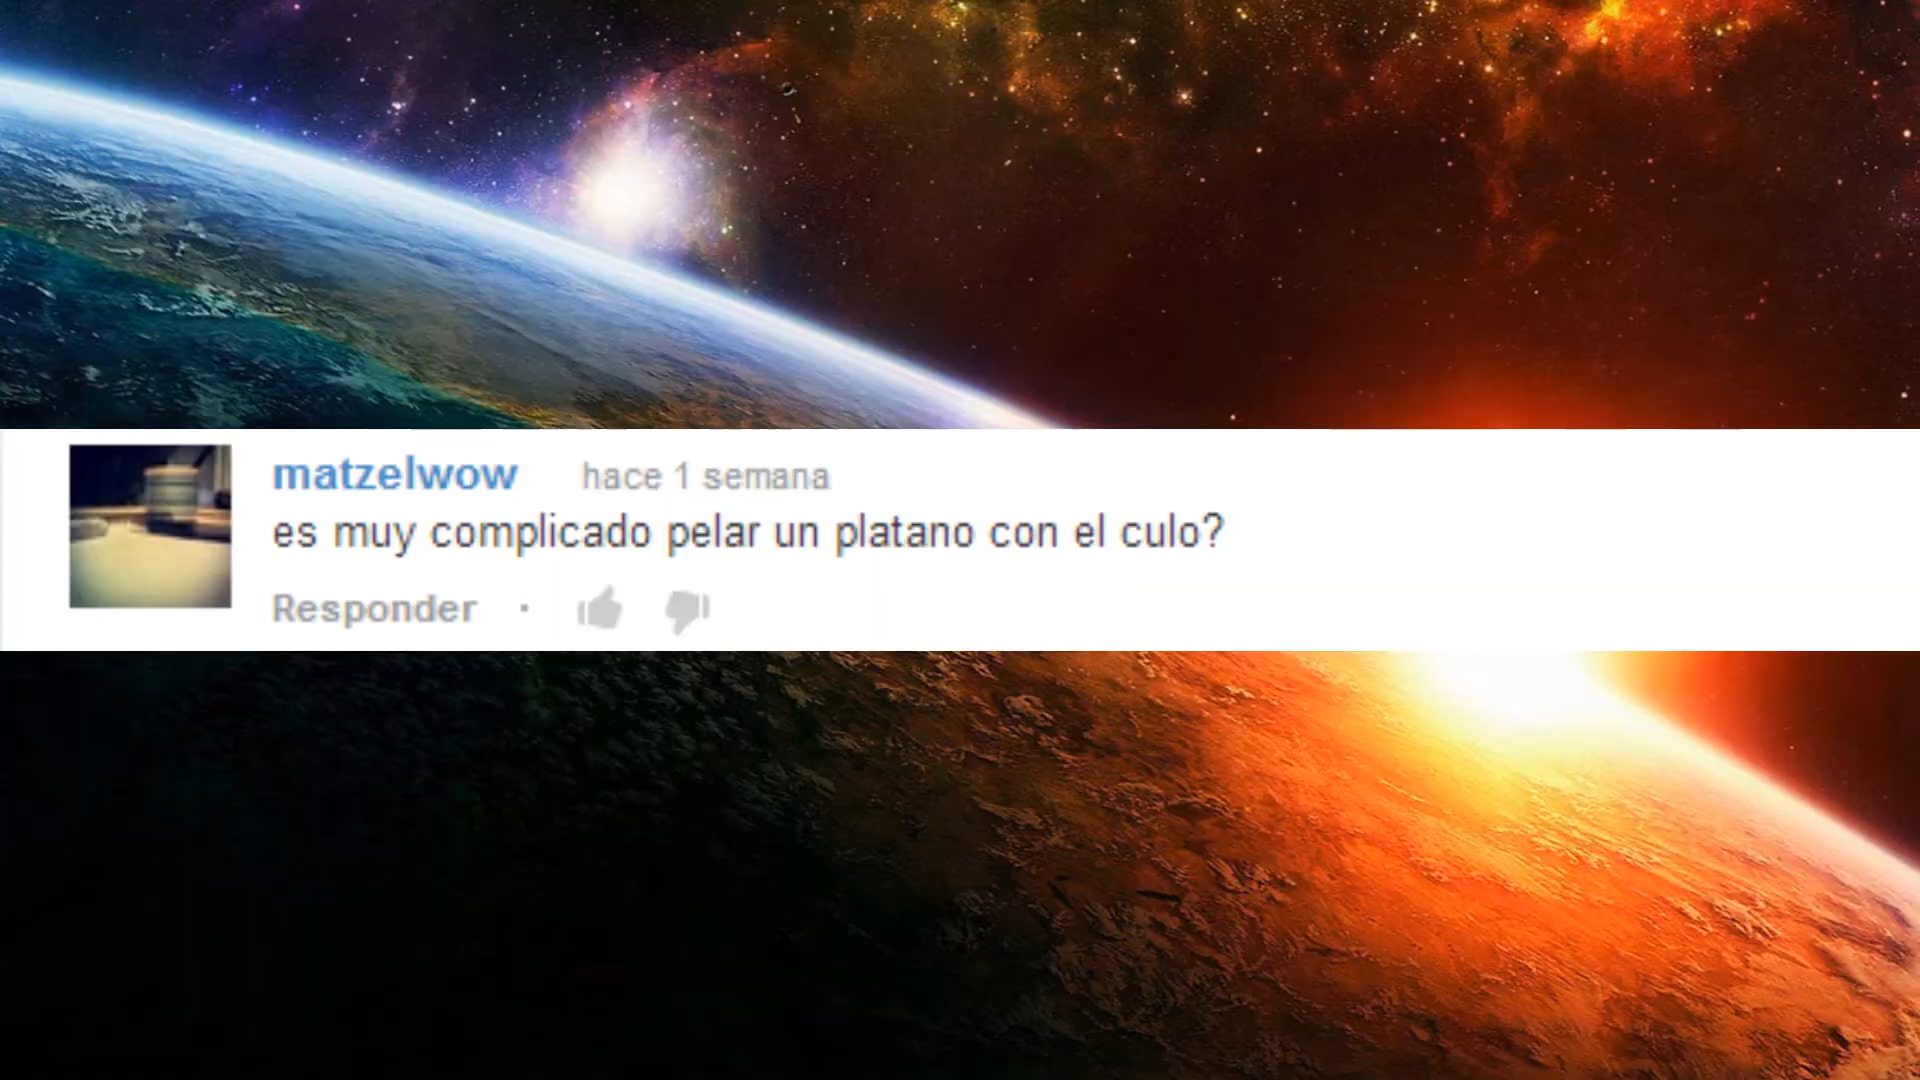 matzelwow hace 1 semana
es muy complicado pelar un platano con el culo?
Responder ·